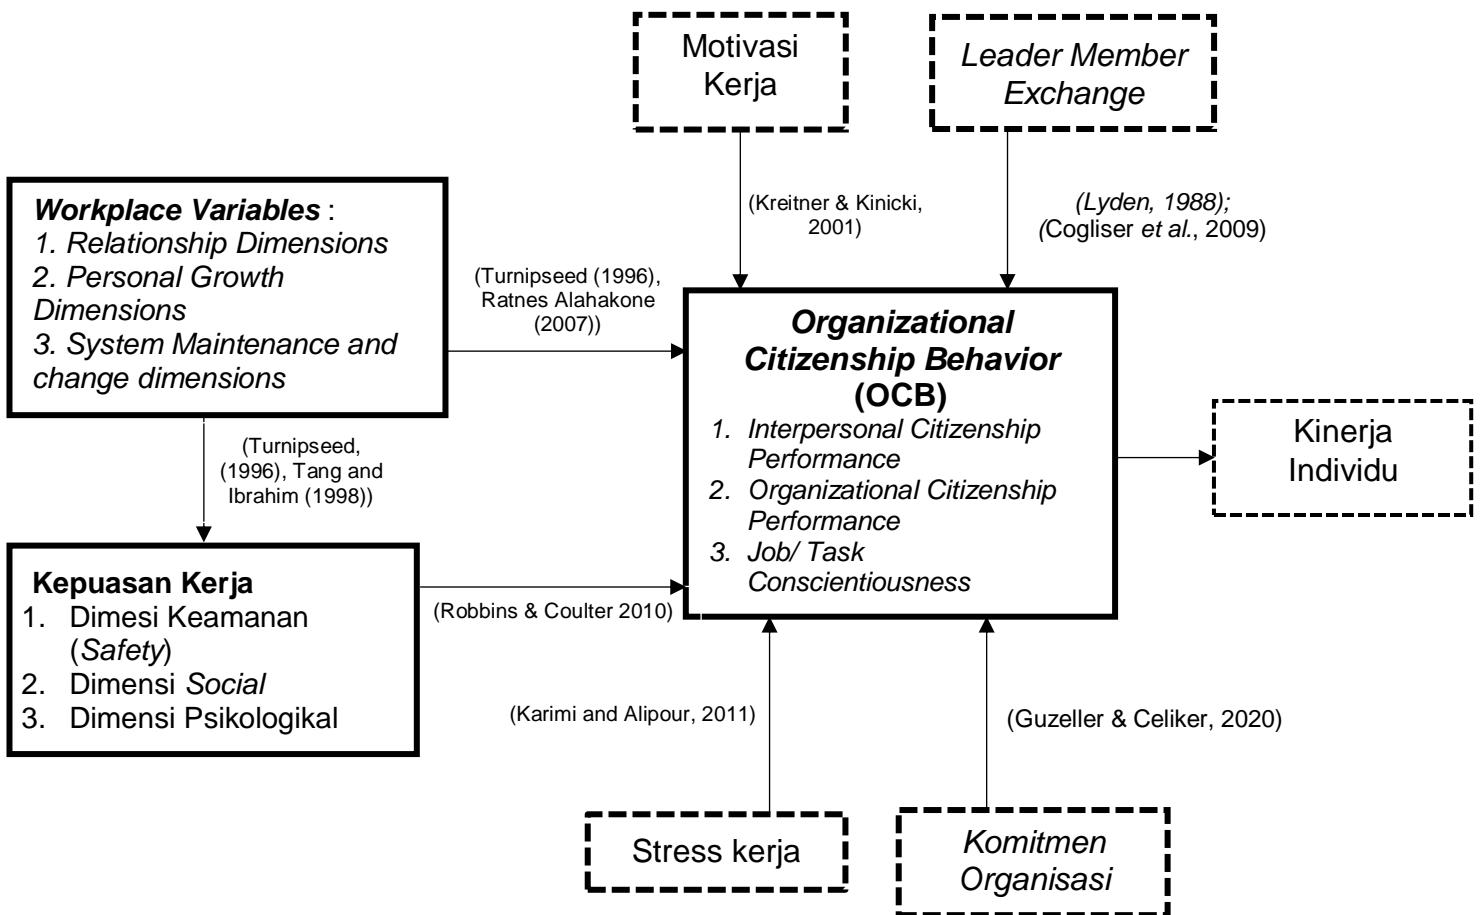 Motivasi
Kerja
Leader Member
Exchange
(Kreitner & Kinicki,
2001)
(Lyden, 1988);
(Cogliser et al., 2009)
Workplace Variables :
1. Relationship Dimensions
2. Personal Growth
Dimensions
3. System Maintenance and
change dimensions
(Turnipseed (1996),
Ratnes Alahakone
(2007))
Organizational
Citizenship Behavior
(OCB)
1. Interpersonal Citizenship
Performance
2. Organizational Citizenship
Performance
3. Job/ Task
Conscientiousness
Kinerja
Individu
(Turnipseed,
(1996), Tang and
Ibrahim (1998))
Kepuasan Kerja
1. Dimesi Keamanan
(Safety)
2. Dimensi Social
3. Dimensi Psikologikal
(Robbins & Coulter 2010)
(Karimi and Alipour, 2011)
(Guzeller & Celiker, 2020)
Stress kerja
Komitmen
Organisasi